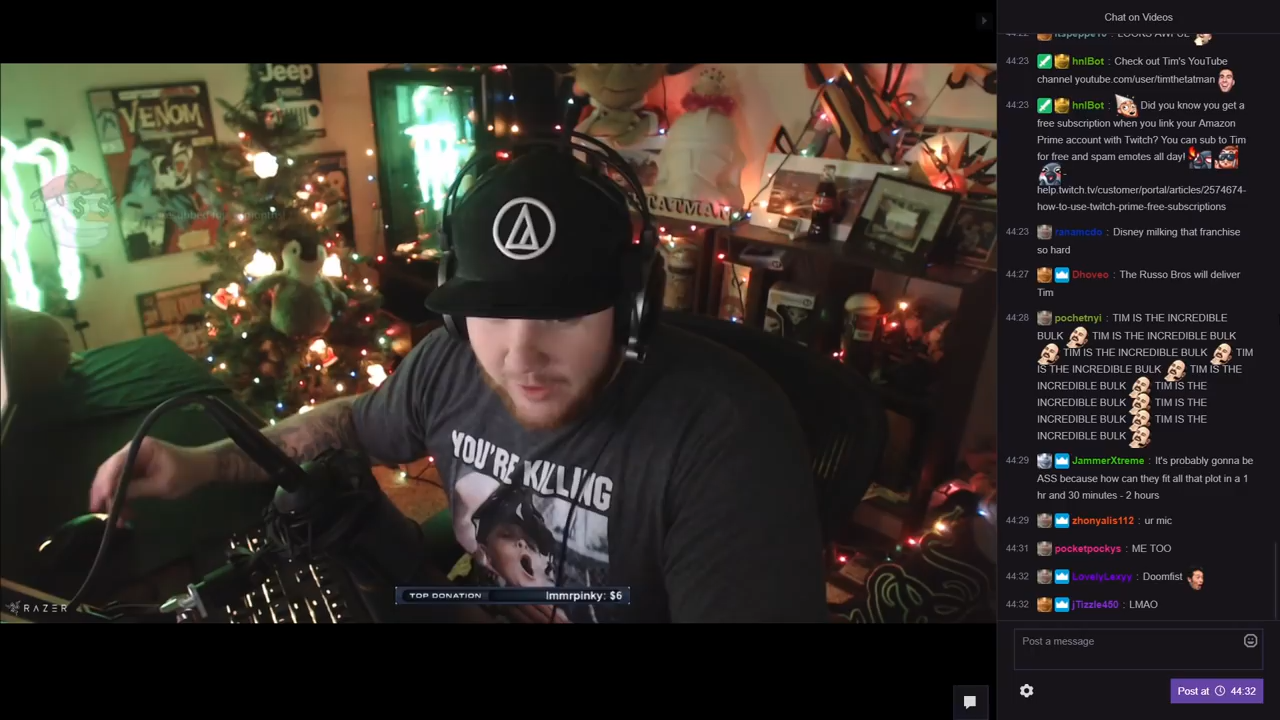 Chat on Videos
44:23 hnlBot : Check out Tim's YouTube
channel youtube.com/user/timthetatman
44:23 hnlBot : Did you know you get a
free subscription when you link your Amazon
Prime account with Twitch? You can sub to Tim
for free and spam emotes all day!
-
help.twitch.tv/customer/portal/articles/2574674-
how-to-use-twitch-prime-free-subscriptions
44:23 ranamcdo : Disney milking that franchise
so hard
44:27 Dhoveo : The Russo Bros will deliver
Tim
44:28 pochetnyi : TIM IS THE INCREDIBLE
BULK TIM IS THE INCREDIBLE BULK
TIM IS THE INCREDIBLE BULK TIM
IS THE INCREDIBLE BULK TIM IS THE
INCREDIBLE BULK TIM IS THE
INCREDIBLE BULK TIM IS THE
INCREDIBLE BULK TIM IS THE
INCREDIBLE BULK
44:29 JammerXtreme : It's probably gonna be
ASS because how can they fit all that plot in a 1
hr and 30 minutes - 2 hours
44:29 zhonyalis112 : ur mic
44:31 pocketpockys : ME TOO
44:32 LovelyLaxyy : Doomfist
44:32 jTizzle450 : LMAO
Post a message
Post at 44:32
Jeep
VENOM
TATMAN
YOU'RE KILLING
TOP DONATION
lmmrpinky: $6
RAZER